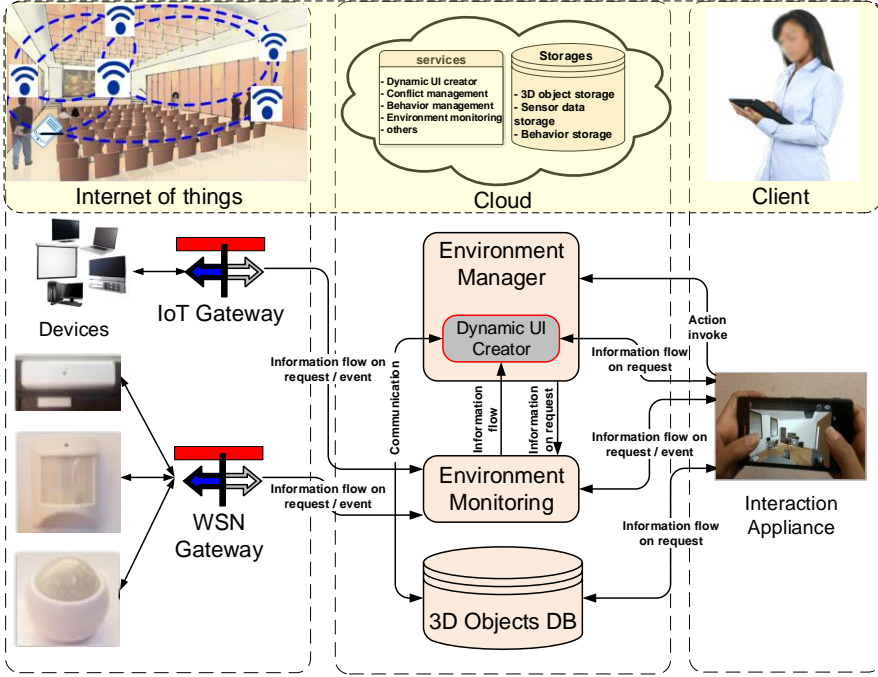 services
- Dynamic UI creator
- Conflict management
- Behavior management
- Environment monitoring
- others
Storages
- 3D object storage
- Sensor data
storage
- Behavior storage
Internet of things
Cloud
Client
Devices
IoT Gateway
WSN
Gateway
Information flow on
request / event
Information flow on
request / event
Environment
Manager
Dynamic UI
Creator
Communication
Information
flow
Information
on request
Environment
Monitoring
3D Objects DB
Action
invoke
Information flow
on request
Information flow on
request / event
Information flow
on request
Interaction
Appliance